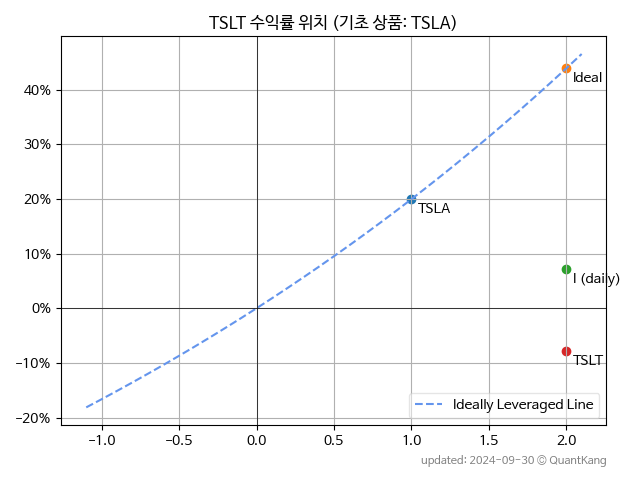 TSLT 수익률 위치 (기초 상품: TSLA)
40%
30%
20%
10%
0%
−10%
−20%
Ideal
TSLA
I (daily)
TSLT
Ideally Leveraged Line
−1.0 −0.5 0.0 0.5 1.0 1.5 2.0
updated: 2024-09-30 © QuantKang